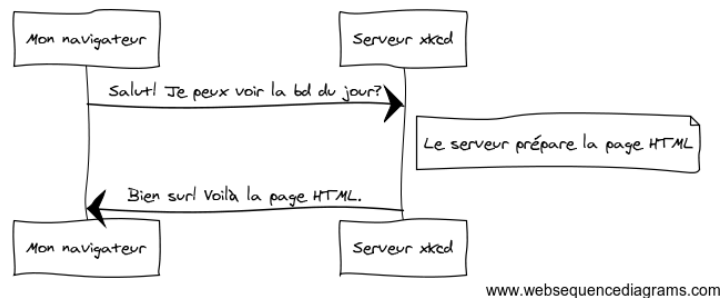 Mon navigateur
Serveur xkcd
Salut! Je peux voir la bd du jour?
Le serveur prépare la page HTML
Bien sur! Voilà la page HTML.
Mon navigateur
Serveur xkcd
www.websequencediagrams.com